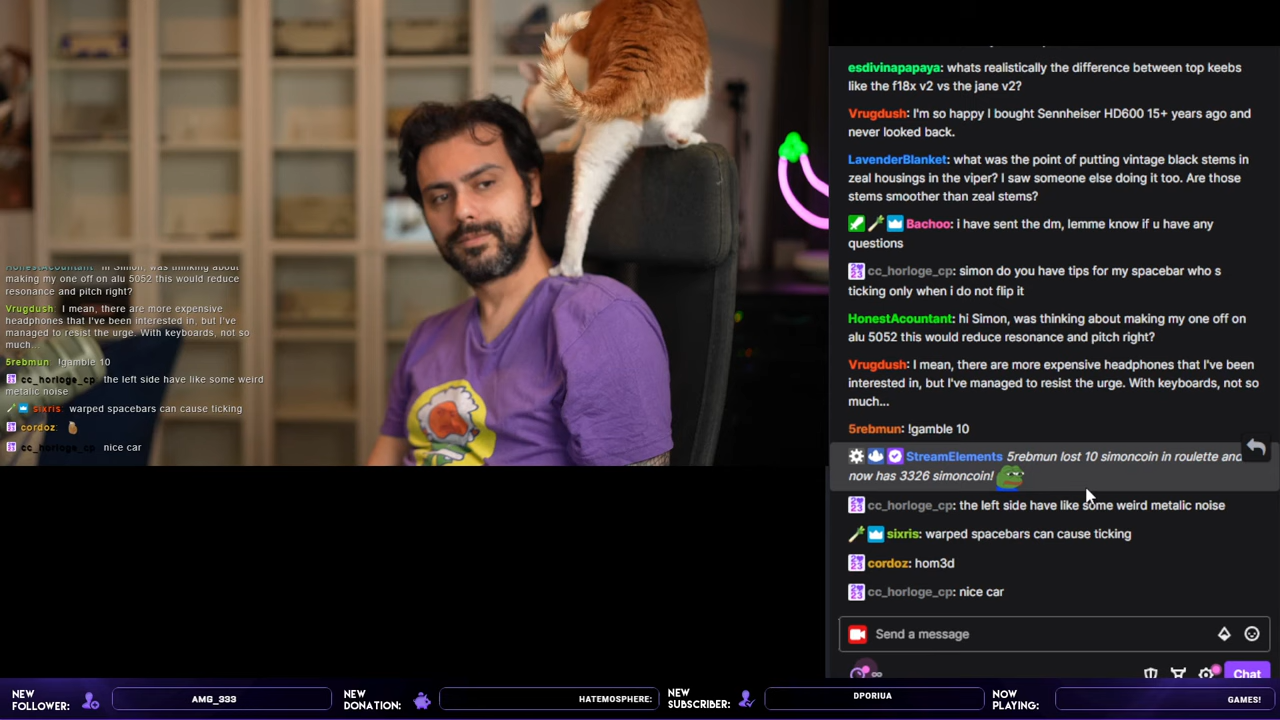 HonestAcountant hi Simon, was thinking about
making my one off on alu 5052 this would reduce
resonance and pitch right?
Vrugdush: I mean, there are more expensive
headphones that I've been interested in, but I've
managed to resist the urge. With keyboards, not so
much...
5rebmun: !gamble 10
cc_horloge_cp the left side have like some weird
metalic noise
sixris: warped spacebars can cause ticking
cordoz:
cc_horloge_cp nice car
esdivinapapaya: whats realistically the difference between top keebs
like the f18x v2 vs the jane v2?
Vrugdush: I'm so happy I bought Sennheiser HD600 15+ years ago and
never looked back.
LavenderBlanket: what was the point of putting vintage black stems in
zeal housings in the viper? I saw someone else doing it too. Are those
stems smoother than zeal stems?
Bachoo: i have sent the dm, lemme know if u have any
questions
cc_horloge_cp: simon do you have tips for my spacebar who s
ticking only when i do not flip it
HonestAcountant: hi Simon, was thinking about making my one off on
alu 5052 this would reduce resonance and pitch right?
Vrugdush: I mean, there are more expensive headphones that I've been
interested in, but I've managed to resist the urge. With keyboards, not so
much...
5rebmun: !gamble 10
StreamElements 5rebmun lost 10 simoncoin in roulette and
now has 3326 simoncoin!
cc_horloge_cp: the left side have like some weird metalic noise
sixris: warped spacebars can cause ticking
cordoz: hom3d
cc_horloge_cp: nice car
Send a message
Chat
NEW
FOLLOWER:
AMG_333
NEW
DONATION:
HATEMOSPHERE:
NEW
SUBSCRIBER:
DPORIUA
NOW
PLAYING:
GAMES!